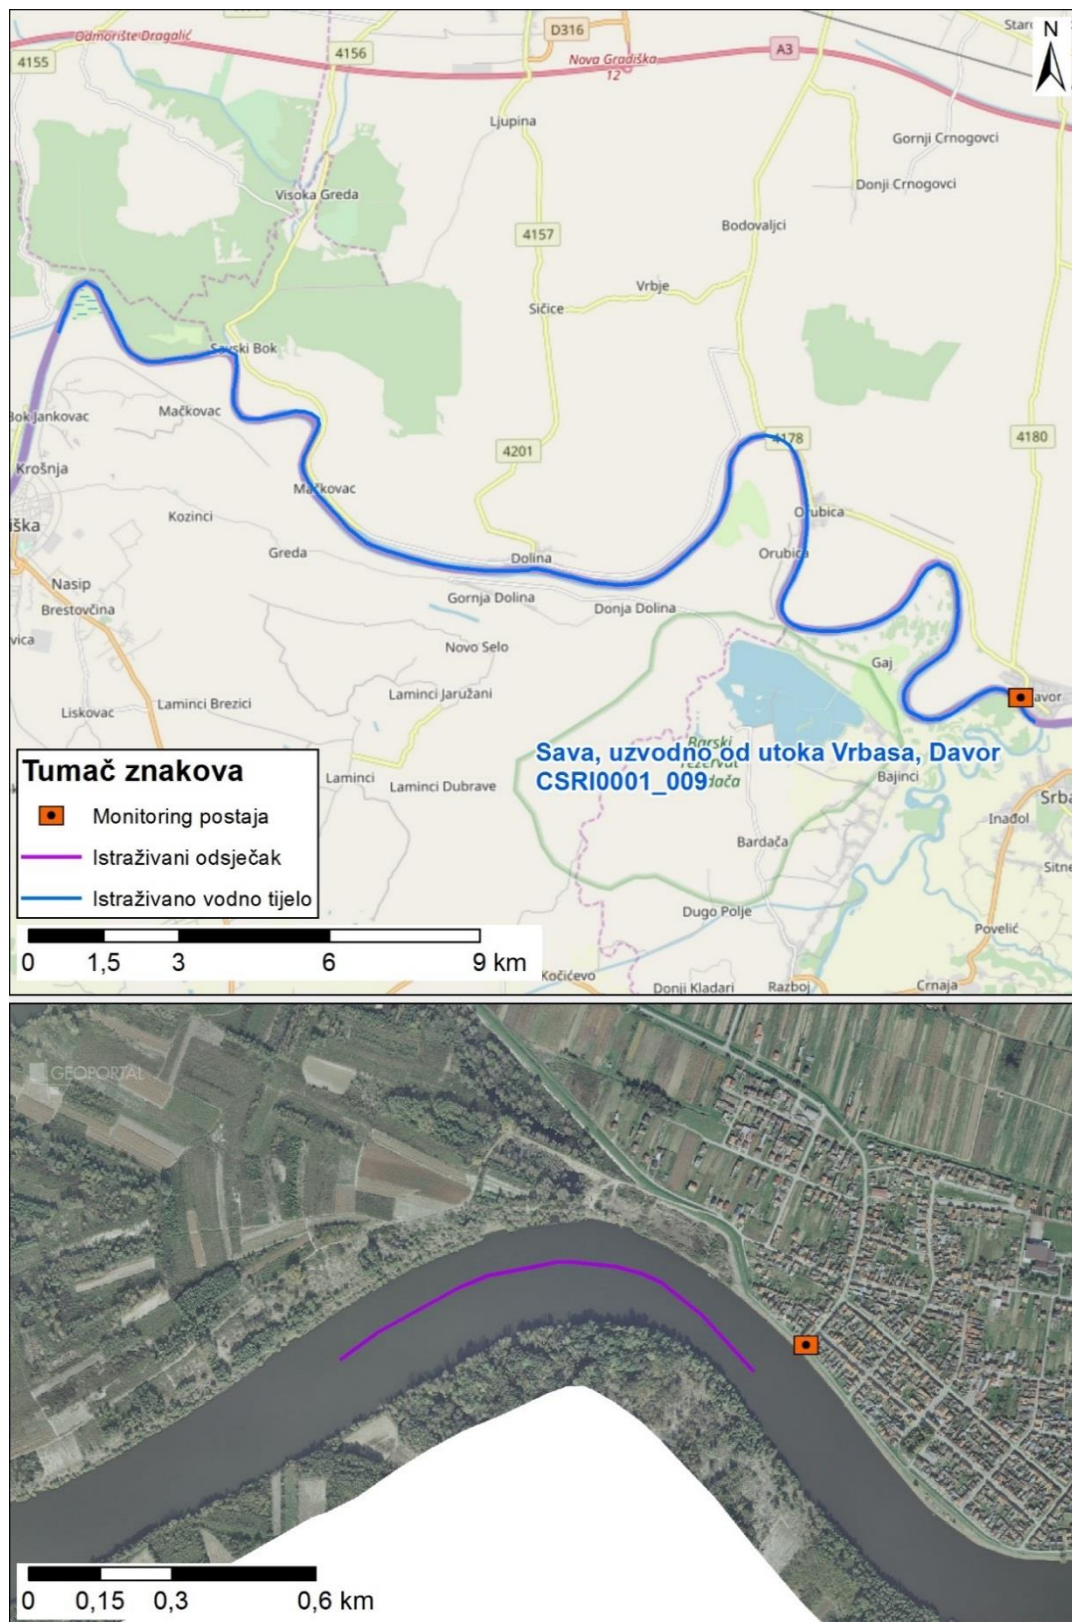 Odmorište Dragalić
4155
4156
D316
Nova Gradiška
12
A3
N
Ljupina
Gornji Crnogovci
Donji Crnogovci
Visoka Greda
Bodovaljci
4157
Vrbje
Sičice
Savski Bok
Mačkovac
Bok Jankovac
4178
4180
4201
Krošnja
Mačkovac
Kozinci
Orubica
Greda
Dolina
Orubica
Nasip
Gornja Dolina
Donja Dolina
Brestovčina
Novo Selo
Gaj
Laminci Jaružani
Laminci Brezici
Liskovac
Sava, uzvodno od utoka Vrbasa, Davor
CSRI0001_009
Barski
Bajinci
Laminci
Laminci Dubrave
Inađol
Bardača
Dugo Polje
Povelić
Kočićevo
Donji Kladari
Razboj
Crnaja
Tumač znakova
Monitoring postaja
Istraživani odsječak
Istraživano vodno tijelo
0 1,5 3 6 9 km
GEOPORTAL
0 0,15 0,3 0,6 km